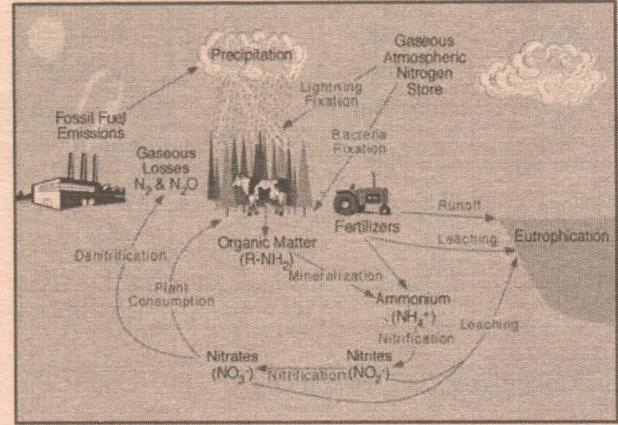 Precipitation
Gaseous
Atmospheric
Nitrogen
Store
Lightning
Fixation
Fossil Fuel
Emissions
Bacteria
Fixation
Gaseous
Losses
N₂ & N₂O
Fertilizers
Runoff
Leaching
Eutrophication
Organic Matter
(R-NH₂)
Danitrification
Mineralization
Plant
Consumption
Ammonium
(NH₄⁺)
Leaching
Nitrification
Nitrates
(NO₃⁻)
Nitrification
Nitrites
(NO₂⁻)